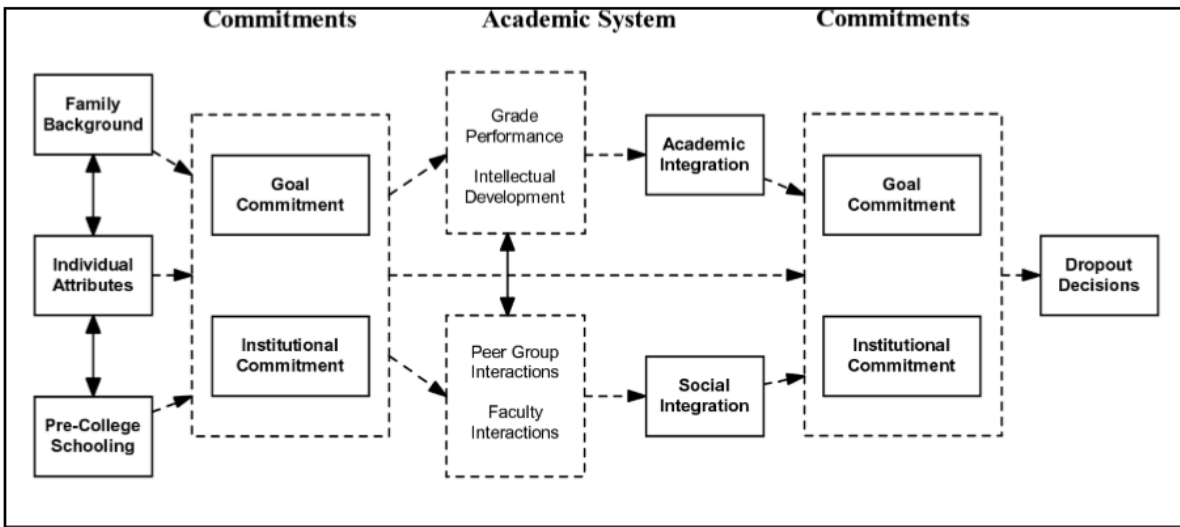 Commitments
Academic System
Commitments
Family
Background
Individual
Attributes
Pre-College
Schooling
Goal
Commitment
Institutional
Commitment
Grade
Performance
Intellectual
Development
Peer Group
Interactions
Faculty
Interactions
Academic
Integration
Social
Integration
Goal
Commitment
Institutional
Commitment
Dropout
Decisions